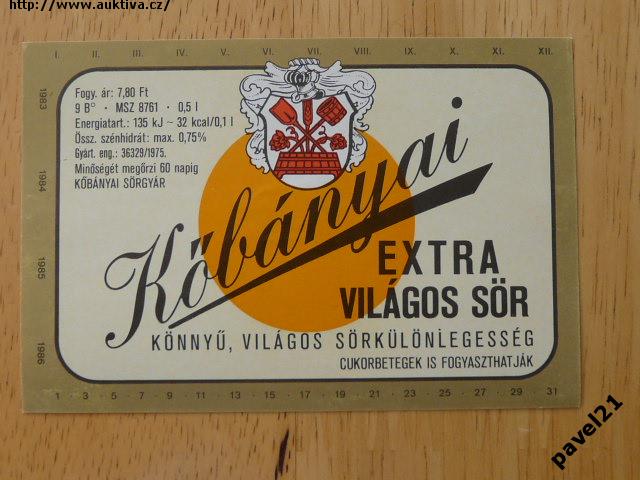 http://www.auktiva.cz/
I. II. III. IV. V. VI. VII. VIII. IX. X. XI. XII.
1983
1984
1985
1986
Fogy. ár: 7,80 Ft
9 B° · MSZ 8761 · 0,5 l
Energiatart.: 135 kJ ~ 32 kcal/0,1 l
Össz. szénhidrát: max. 0,75%
Gyárt. eng.: 36329/1975.
Minőségét megőrzi 60 napig
KŐBÁNYAI SÖRGYÁR
Kőbányai
EXTRA
VILÁGOS SÖR
KÖNNYŰ, VILÁGOS SÖRKÜLÖNLEGESSÉG
CUKORBETEGEK IS FOGYASZTHATJÁK
1 · 3 · 5 · 7 · 9 · 11 · 13 · 15 · 17 · 19 · 21 · 23 · 25 · 27 · 29 · 31
pavel21